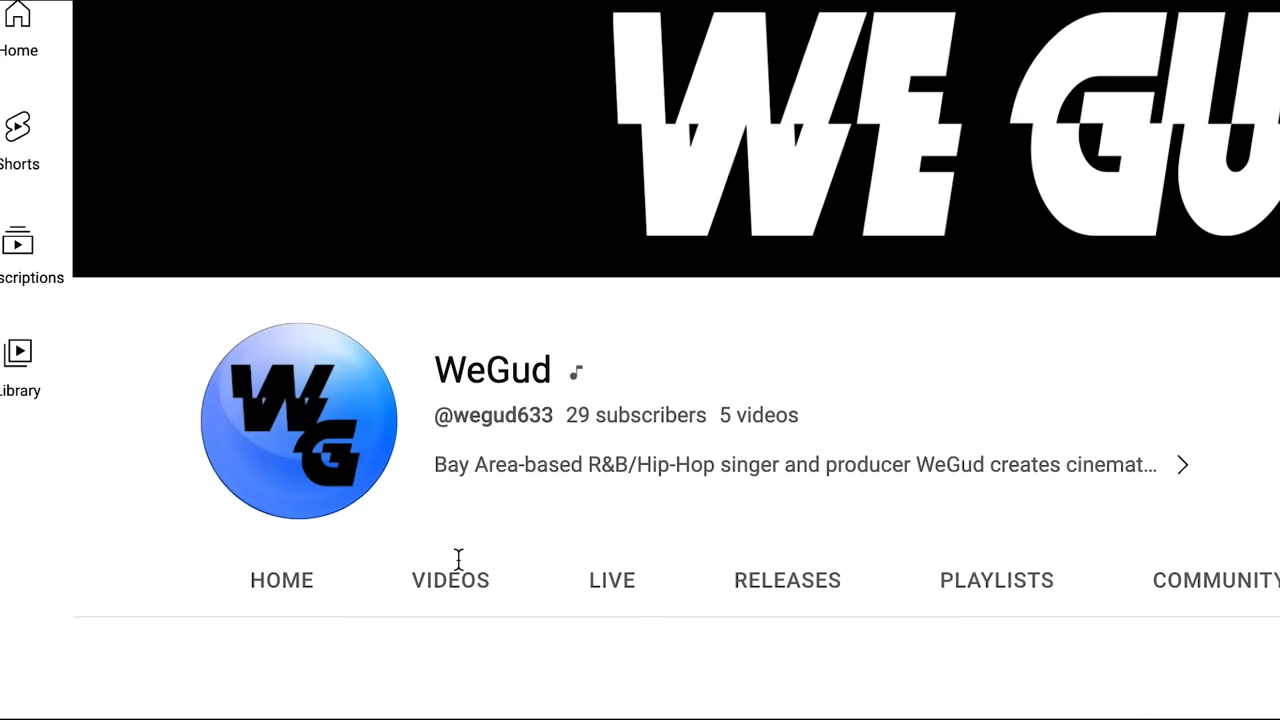 Home
Shorts
scriptions
Library
WE GU
WG
WeGud
@wegud633 29 subscribers 5 videos
Bay Area-based R&B/Hip-Hop singer and producer WeGud creates cinemat...
HOME VIDEOS LIVE RELEASES PLAYLISTS COMMUNITY